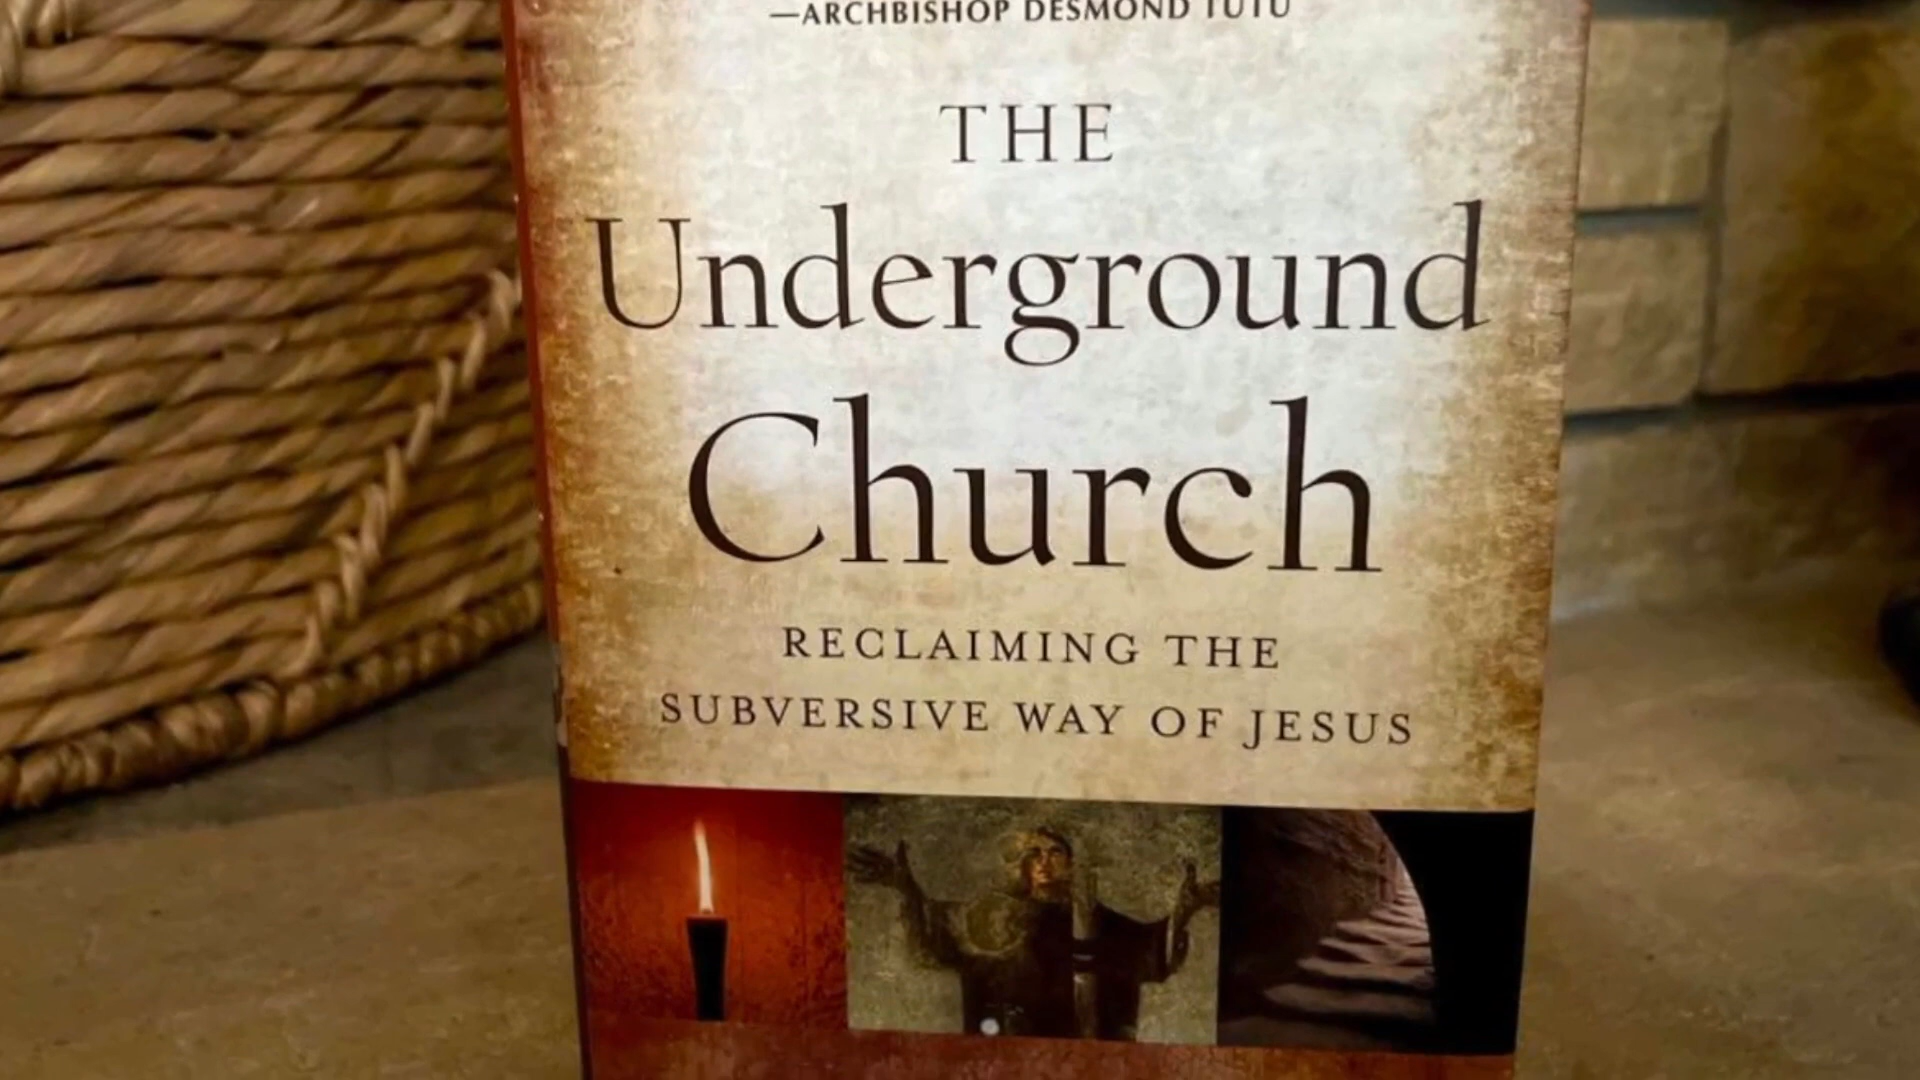 —ARCHBISHOP DESMOND TUTU
THE
Underground
Church
RECLAIMING THE
SUBVERSIVE WAY OF JESUS